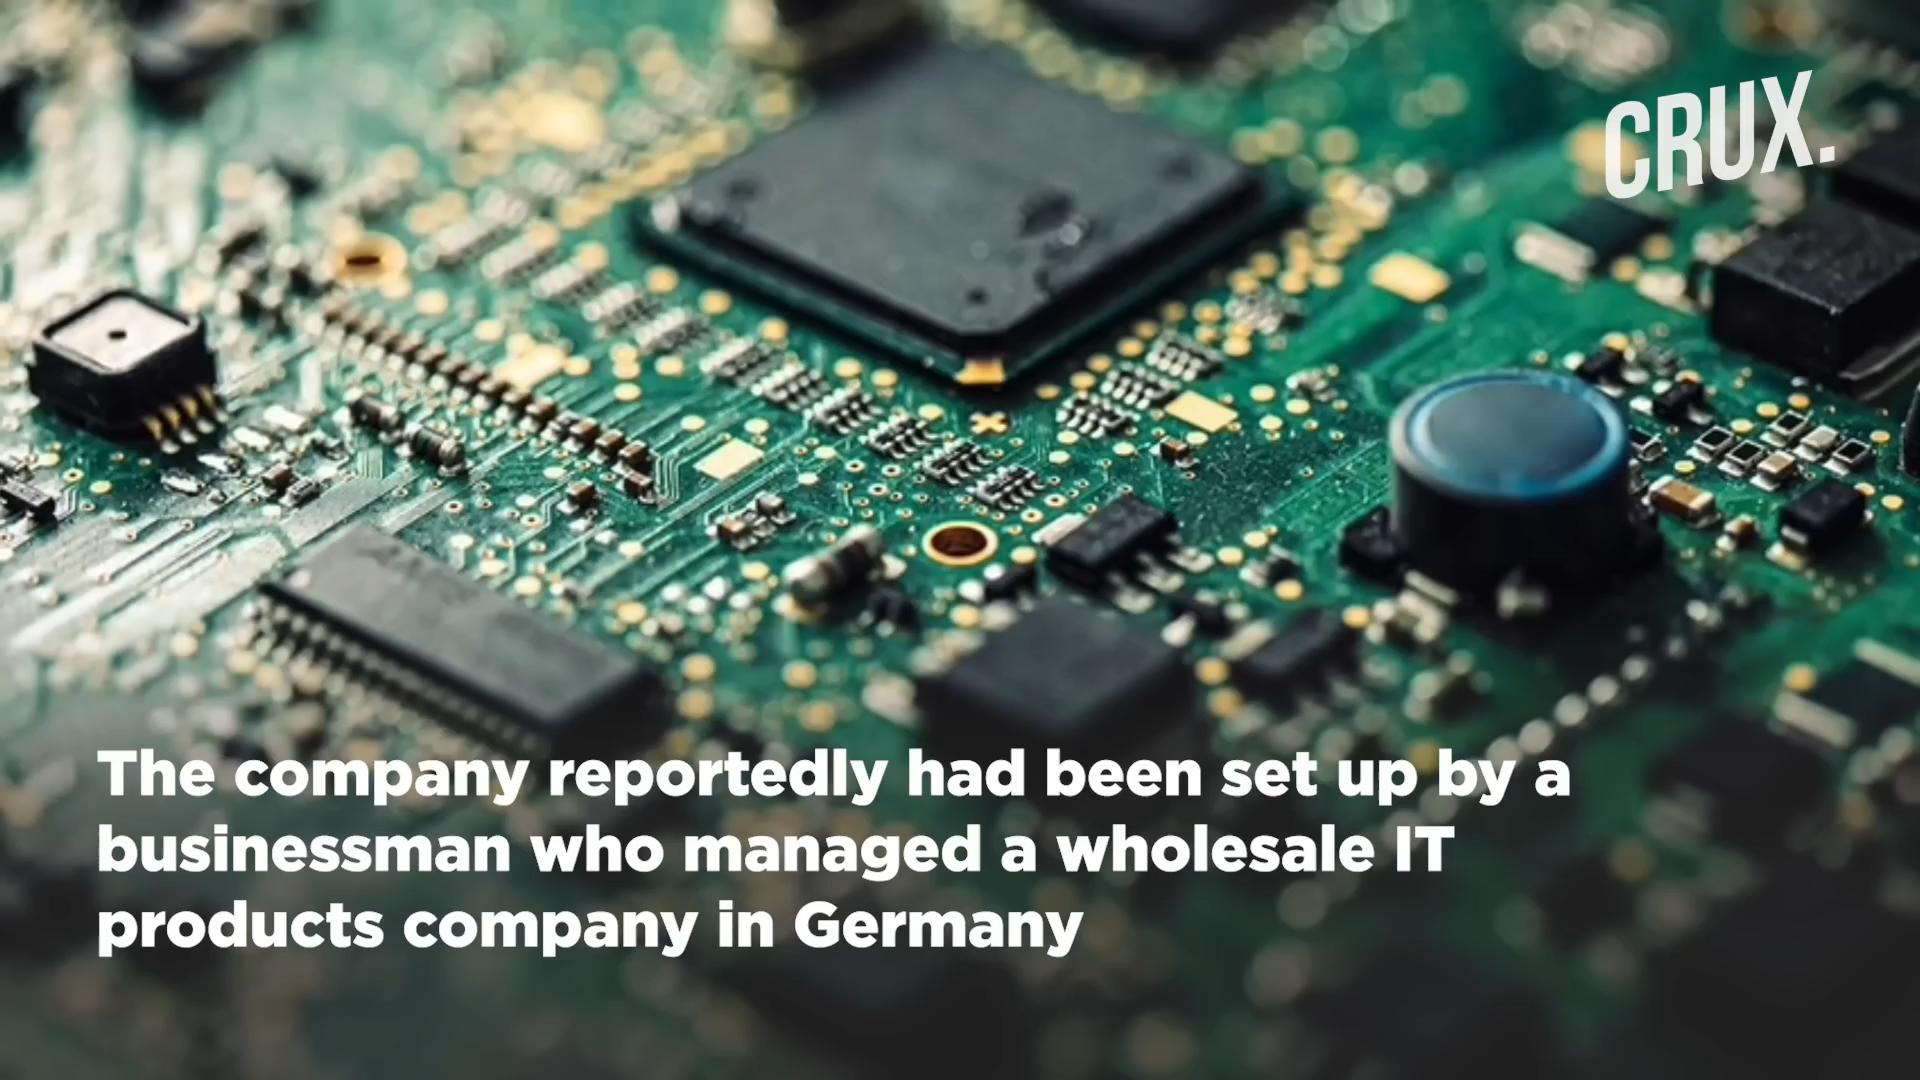 CRUX.
The company reportedly had been set up by a
businessman who managed a wholesale IT
products company in Germany